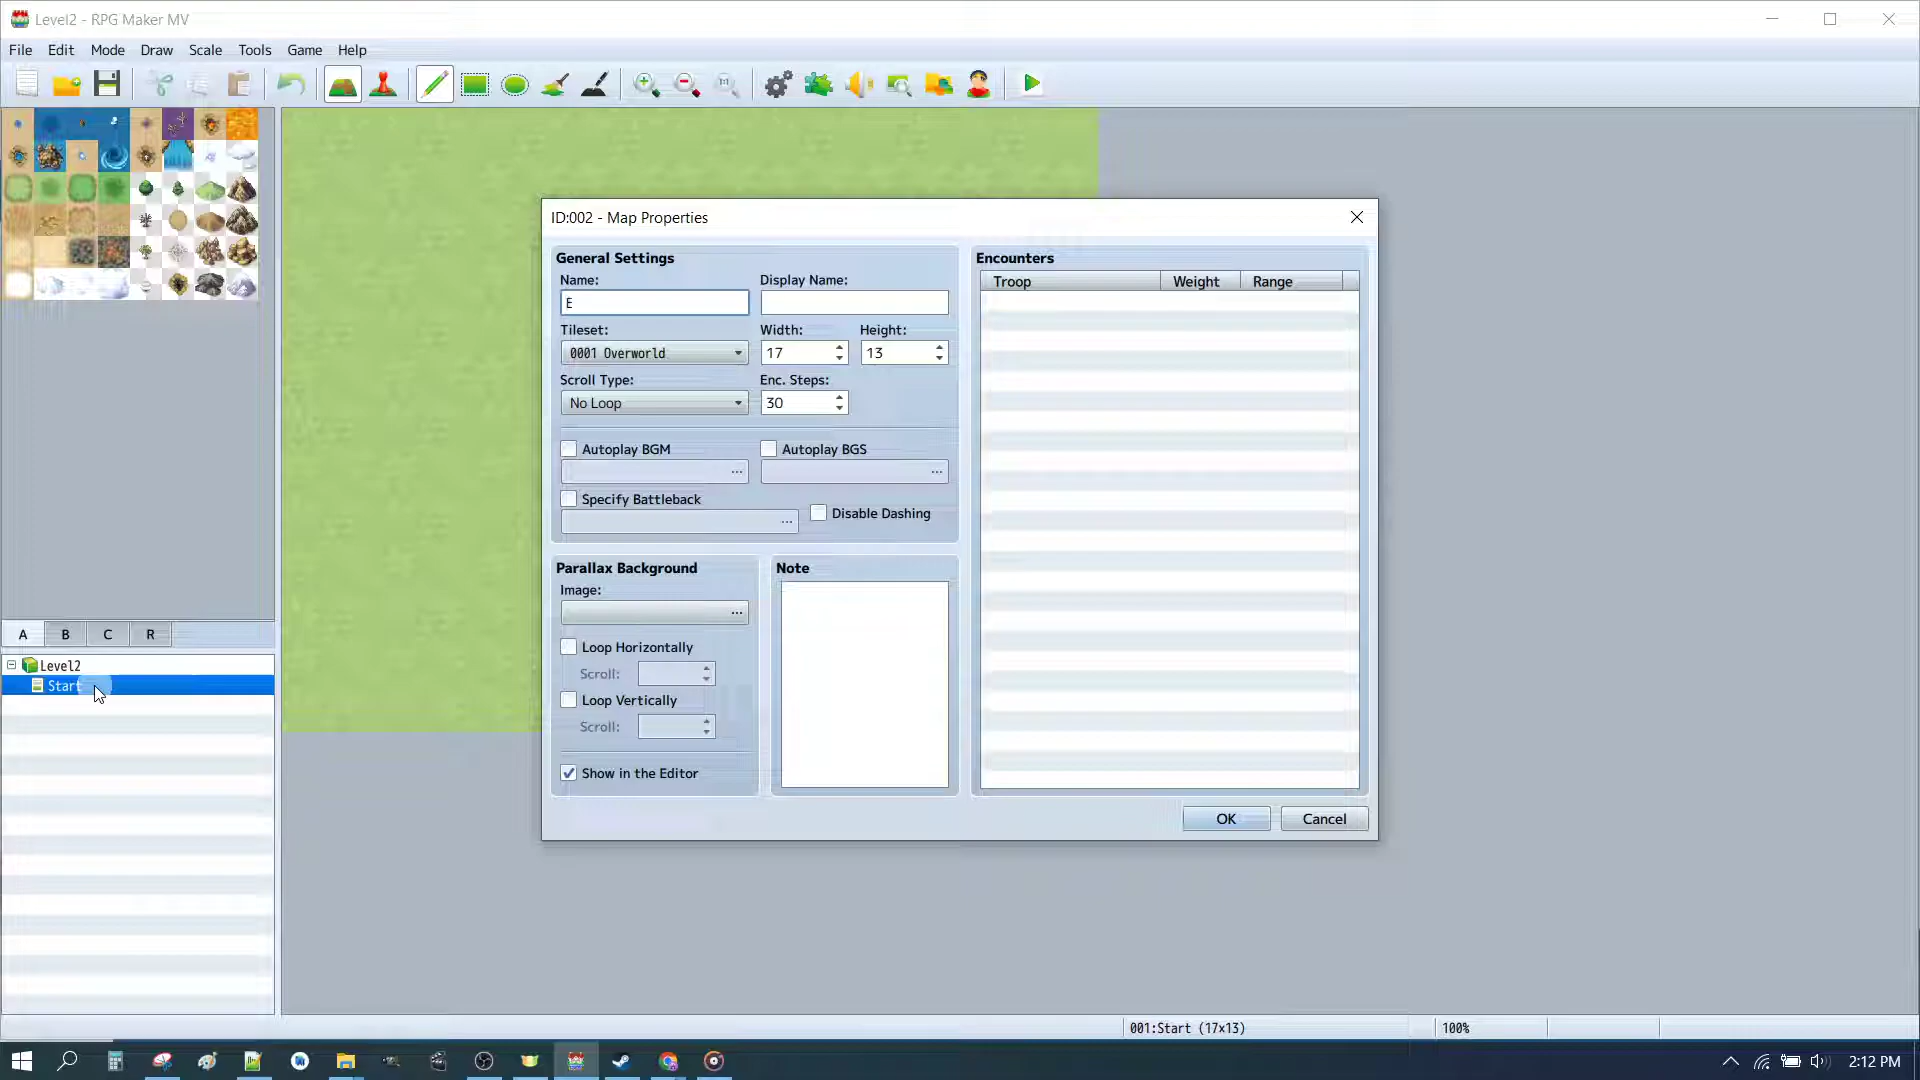 Level2 - RPG Maker MV
File Edit Mode Draw Scale Tools Game Help
1:1
ID:002 - Map Properties
General Settings
Name: Display Name:
E
Tileset: Width: Height:
0001 Overworld 17 13
Scroll Type: Enc. Steps:
No Loop 30
Autoplay BGM Autoplay BGS
... ...
Specify Battleback
... Disable Dashing
Parallax Background
Image:
...
Loop Horizontally
Scroll:
Loop Vertically
Scroll:
Show in the Editor
Note
Encounters
Troop Weight Range
OK Cancel
A B C R
Level2
Start
001:Start (17x13) 100%
2:12 PM